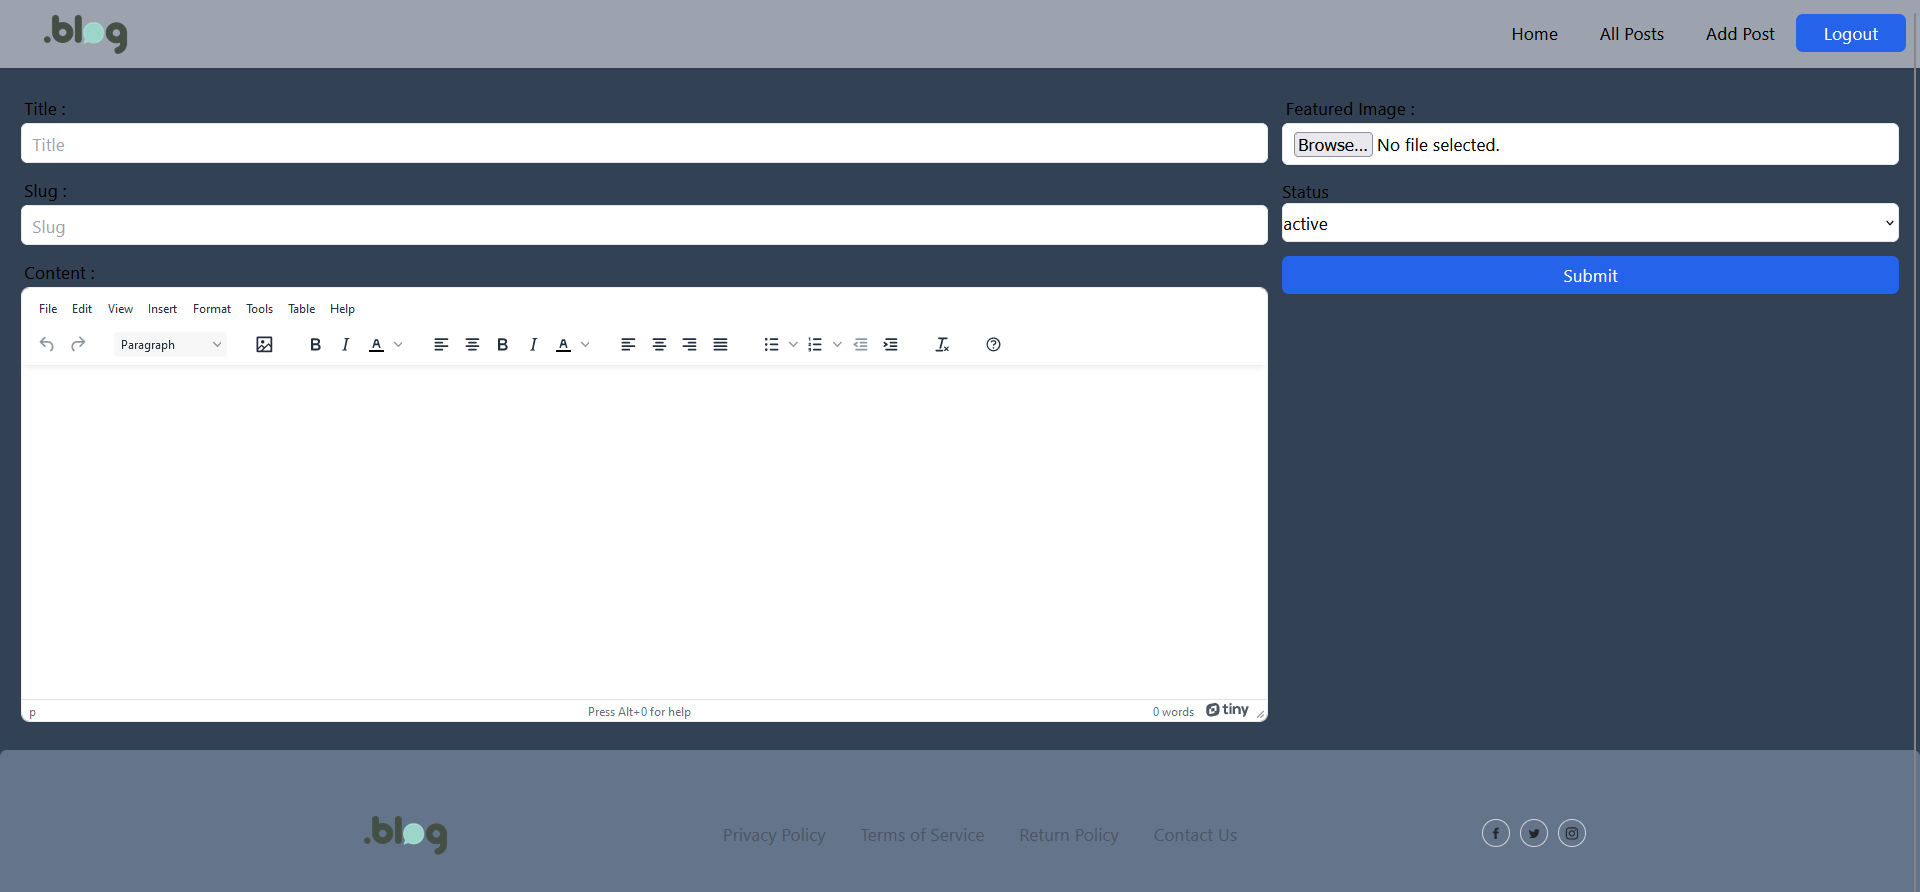 .blog
Home All Posts Add Post Logout
Title :
Title
Slug :
Slug
Content :
File Edit View Insert Format Tools Table Help
Paragraph B I A B I A
p Press Alt+0 for help 0 words tiny
Featured Image :
Browse... No file selected.
Status
active
Submit
.blog
Privacy Policy Terms of Service Return Policy Contact Us